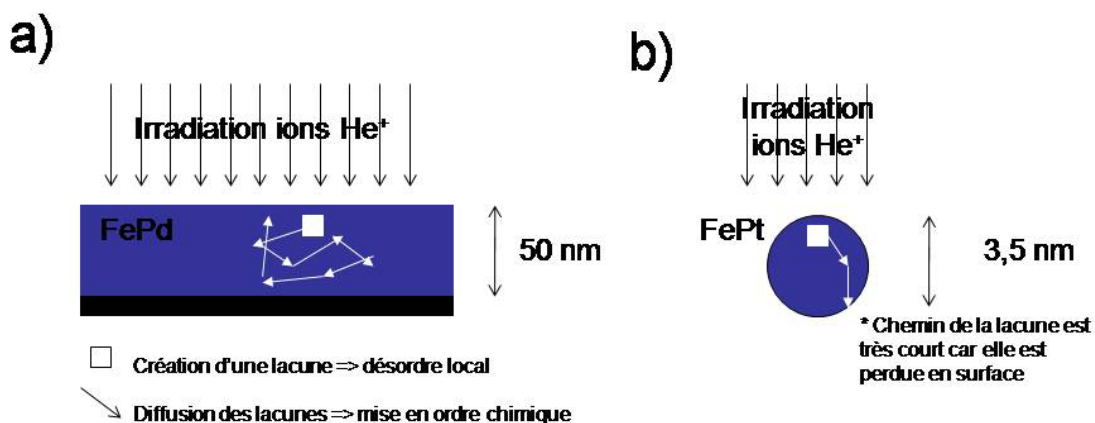 a)
Irradiation ions He⁺
FePd
50 nm
Création d'une lacune => désordre local
Diffusion des lacunes => mise en ordre chimique
b)
Irradiation
ions He⁺
FePt
3,5 nm
* Chemin de la lacune est
très court car elle est
perdue en surface